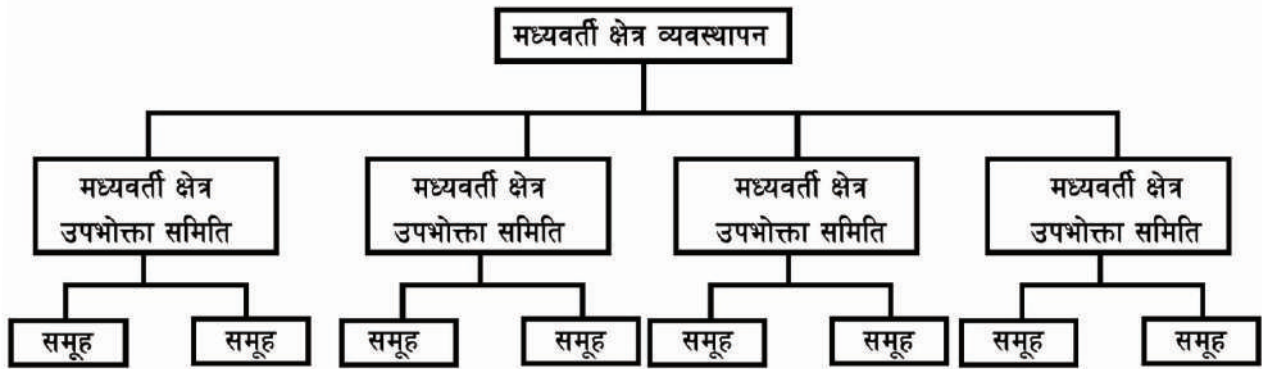 मध्यवर्ती क्षेत्र व्यवस्थापन
मध्यवर्ती क्षेत्र
उपभोक्ता समिति
मध्यवर्ती क्षेत्र
उपभोक्ता समिति
मध्यवर्ती क्षेत्र
उपभोक्ता समिति
मध्यवर्ती क्षेत्र
उपभोक्ता समिति
समूह
समूह
समूह
समूह
समूह
समूह
समूह
समूह